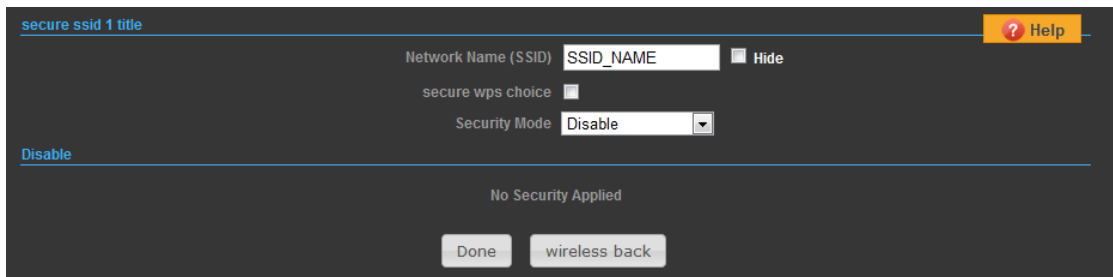 secure ssid 1 title
Help
Network Name (SSID) SSID_NAME Hide
secure wps choice
Security Mode Disable
Disable
No Security Applied
Done wireless back